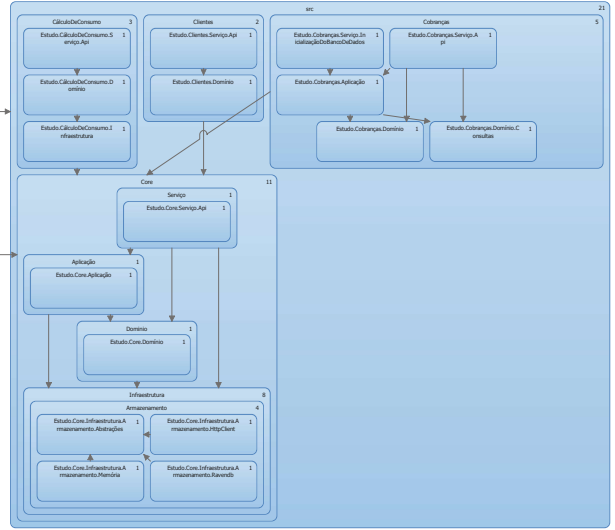 src 21
CálculoDeConsumo 3
Estudo.CálculoDeConsumo.S 1
erviço.Api
Estudo.CálculoDeConsumo.D 1
omínio
Estudo.CálculoDeConsumo.I 1
nfraestrutura
Clientes 2
Estudo.Clientes.Serviço.Api 1
Estudo.Clientes.Domínio 1
Cobranças 5
Estudo.Cobranças.Serviço.In 1
icializaçãoDoBancoDeDados
Estudo.Cobranças.Serviço.A 1
pi
Estudo.Cobranças.Aplicação 1
Estudo.Cobranças.Domínio 1
Estudo.Cobranças.Domínio.C 1
onsultas
Core 11
Serviço 1
Estudo.Core.Serviço.Api 1
Aplicação 1
Estudo.Core.Aplicação 1
Domínio 1
Estudo.Core.Domínio 1
Infraestrutura 8
Armazenamento 4
Estudo.Core.Infraestrutura.A 1
rmazenamento.Abstrações
Estudo.Core.Infraestrutura.A 1
rmazenamento.HttpClient
Estudo.Core.Infraestrutura.A 1
rmazenamento.Memória
Estudo.Core.Infraestrutura.A 1
rmazenamento.Ravendb